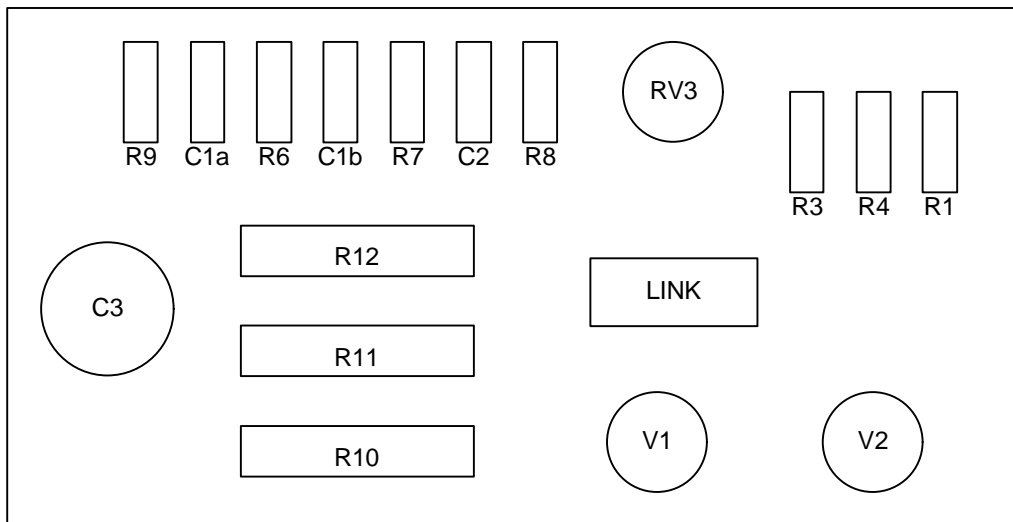 RV3
R9 C1a R6 C1b R7 C2 R8
R3 R4 R1
R12
LINK
C3
R11
V1 V2
R10